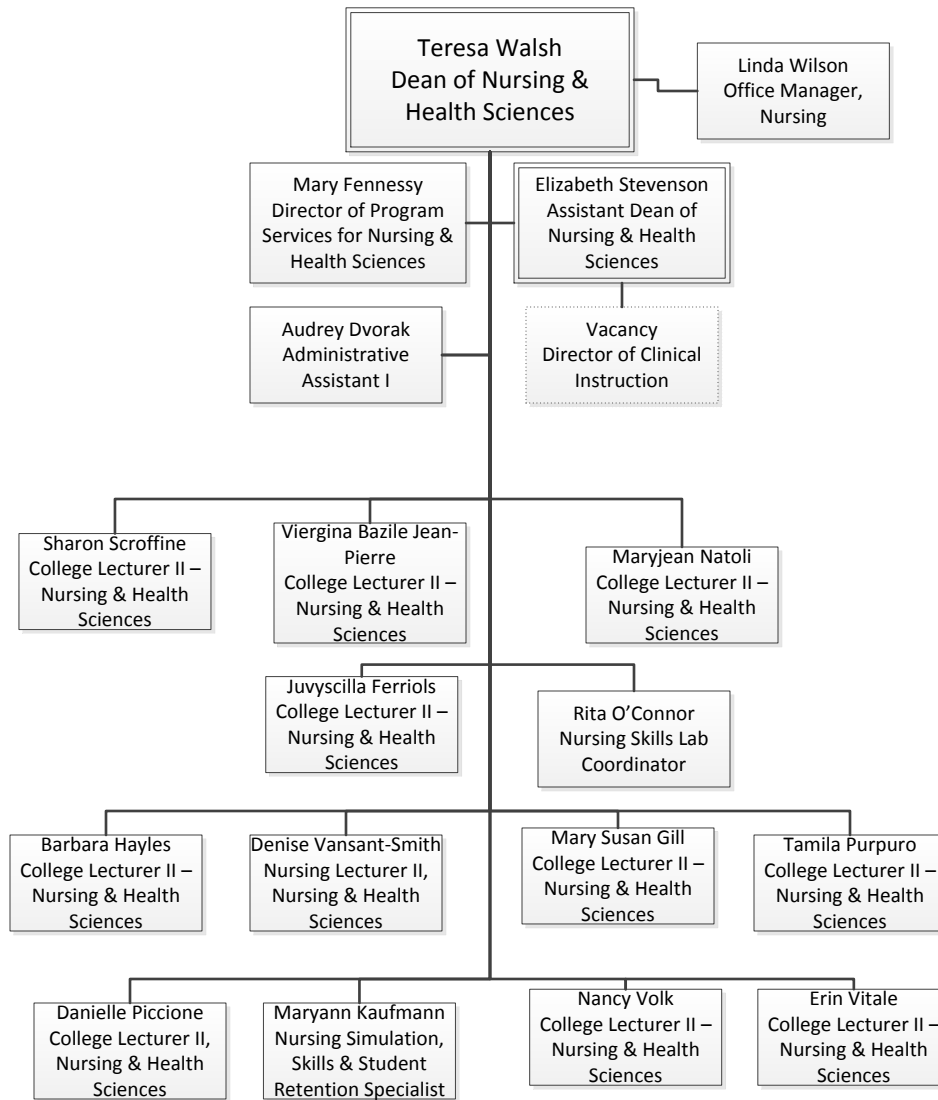 Teresa Walsh
Dean of Nursing &
Health Sciences
Linda Wilson
Office Manager,
Nursing
Mary Fennessy
Director of Program
Services for Nursing &
Health Sciences
Elizabeth Stevenson
Assistant Dean of
Nursing & Health
Sciences
Audrey Dvorak
Administrative
Assistant I
Vacancy
Director of Clinical
Instruction
Sharon Scroffine
College Lecturer II –
Nursing & Health
Sciences
Viergina Bazile Jean-
Pierre
College Lecturer II –
Nursing & Health
Sciences
Maryjean Natoli
College Lecturer II –
Nursing & Health
Sciences
Juvyscilla Ferriols
College Lecturer II –
Nursing & Health
Sciences
Rita O’Connor
Nursing Skills Lab
Coordinator
Barbara Hayles
College Lecturer II –
Nursing & Health
Sciences
Denise Vansant-Smith
Nursing Lecturer II,
Nursing & Health
Sciences
Mary Susan Gill
College Lecturer II –
Nursing & Health
Sciences
Tamila Purpuro
College Lecturer II –
Nursing & Health
Sciences
Danielle Piccione
College Lecturer II,
Nursing & Health
Sciences
Maryann Kaufmann
Nursing Simulation,
Skills & Student
Retention Specialist
Nancy Volk
College Lecturer II –
Nursing & Health
Sciences
Erin Vitale
College Lecturer II –
Nursing & Health
Sciences